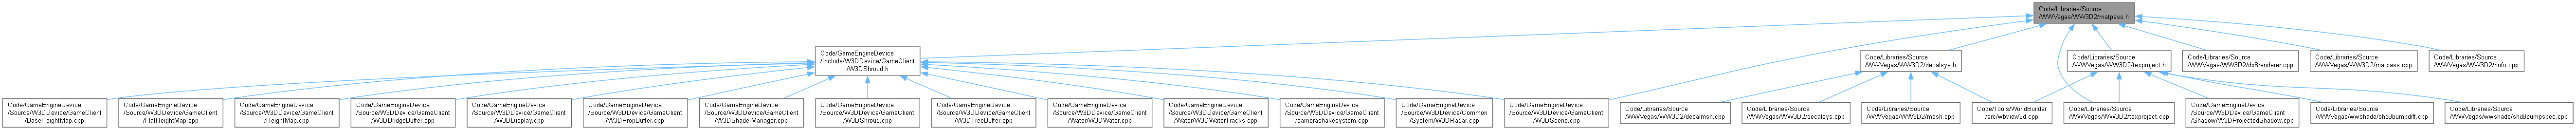 Code/Libraries/Source
/WWVegas/WW3D2/matpass.h
Code/GameEngineDevice
/Include/W3DDevice/GameClient
/W3DShroud.h
Code/Libraries/Source
/WWVegas/WW3D2/decalsys.h
Code/Libraries/Source
/WWVegas/WW3D2/texproject.h
Code/Libraries/Source
/WWVegas/WW3D2/dx8renderer.cpp
Code/Libraries/Source
/WWVegas/WW3D2/matpass.cpp
Code/Libraries/Source
/WWVegas/WW3D2/rinfo.cpp
Code/GameEngineDevice
/Source/W3DDevice/GameClient
/BaseHeightMap.cpp
Code/GameEngineDevice
/Source/W3DDevice/GameClient
/FlatHeightMap.cpp
Code/GameEngineDevice
/Source/W3DDevice/GameClient
/HeightMap.cpp
Code/GameEngineDevice
/Source/W3DDevice/GameClient
/W3DBridgeBuffer.cpp
Code/GameEngineDevice
/Source/W3DDevice/GameClient
/W3DDisplay.cpp
Code/GameEngineDevice
/Source/W3DDevice/GameClient
/W3DPropBuffer.cpp
Code/GameEngineDevice
/Source/W3DDevice/GameClient
/W3DShaderManager.cpp
Code/GameEngineDevice
/Source/W3DDevice/GameClient
/W3DShroud.cpp
Code/GameEngineDevice
/Source/W3DDevice/GameClient
/W3DTreeBuffer.cpp
Code/GameEngineDevice
/Source/W3DDevice/GameClient
/Water/W3DWater.cpp
Code/GameEngineDevice
/Source/W3DDevice/GameClient
/Water/W3DWaterTracks.cpp
Code/GameEngineDevice
/Source/W3DDevice/GameClient
/camerashakesystem.cpp
Code/GameEngineDevice
/Source/W3DDevice/Common
/System/W3DRadar.cpp
Code/GameEngineDevice
/Source/W3DDevice/GameClient
/W3DScene.cpp
Code/Libraries/Source
/WWVegas/WW3D2/decalmsh.cpp
Code/Libraries/Source
/WWVegas/WW3D2/decalsys.cpp
Code/Libraries/Source
/WWVegas/WW3D2/mesh.cpp
Code/Tools/WorldBuilder
/src/wbview3d.cpp
Code/Libraries/Source
/WWVegas/WW3D2/texproject.cpp
Code/GameEngineDevice
/Source/W3DDevice/GameClient
/Shadow/W3DProjectedShadow.cpp
Code/Libraries/Source
/WWVegas/wwshade/shdbumpdiff.cpp
Code/Libraries/Source
/WWVegas/wwshade/shdbumpspec.cpp